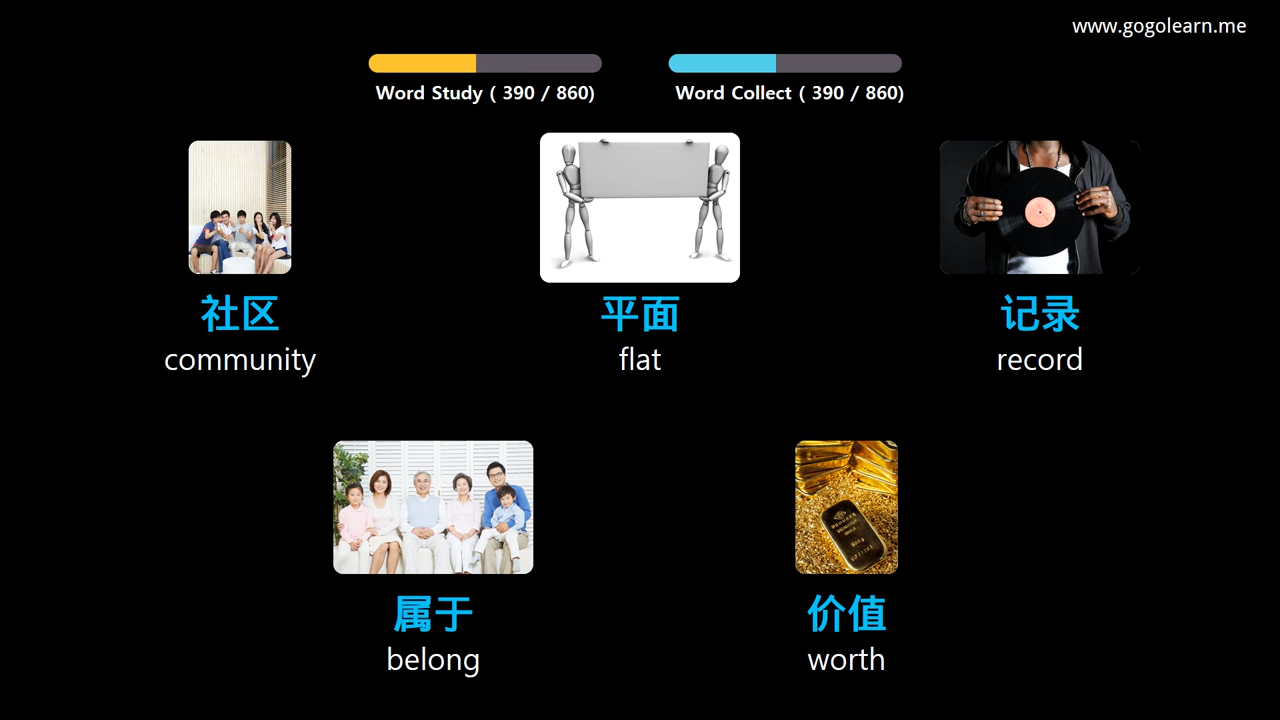 www.gogolearn.me
Word Study ( 390 / 860)
Word Collect ( 390 / 860)
社区
community
平面
flat
记录
record
属于
belong
价值
worth